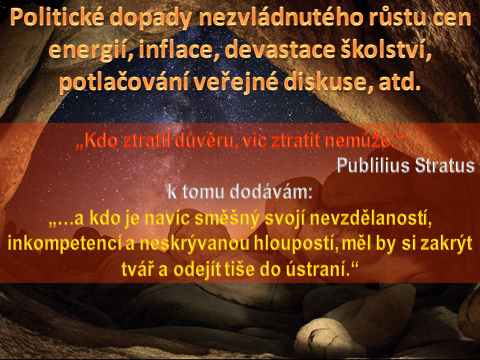 Politické dopady nezvládnutého růstu cen
energií, inflace, devastace školství,
potlačování veřejné diskuse, atd.
„Kdo ztratil důvěru, víc ztratit nemůže.“
Publilius Stratus
k tomu dodávám:
„…a kdo je navíc směšný svojí nevzdělaností,
inkompetencí a neskrývanou hloupostí, měl by si zakrýt
tvář a odejít tiše do ústraní.“